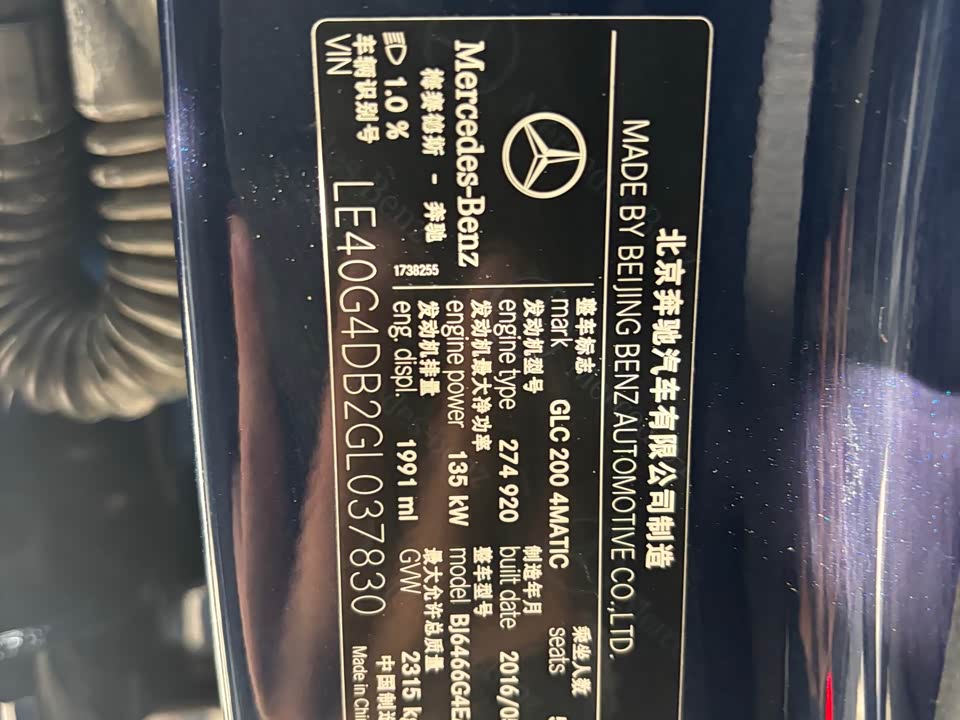 北京奔驰汽车有限公司制造
MADE BY BEIJING BENZ AUTOMOTIVE CO.,LTD.
Mercedes-Benz
梅赛德斯 - 奔驰
1.0 %
1738255
整车标志 乘坐人数
mark GLC 200 4MATIC seats
发动机型号 制造年月
engine type 274 920 built date 2016/
发动机最大净功率 整车型号
engine power 135 kW model BJ6466G4E
发动机排量 最大允许总质量
eng. displ. 1991 ml GVW 2315
车辆识别号 中国制造
VIN LE40G4DB2GL037830 Made in